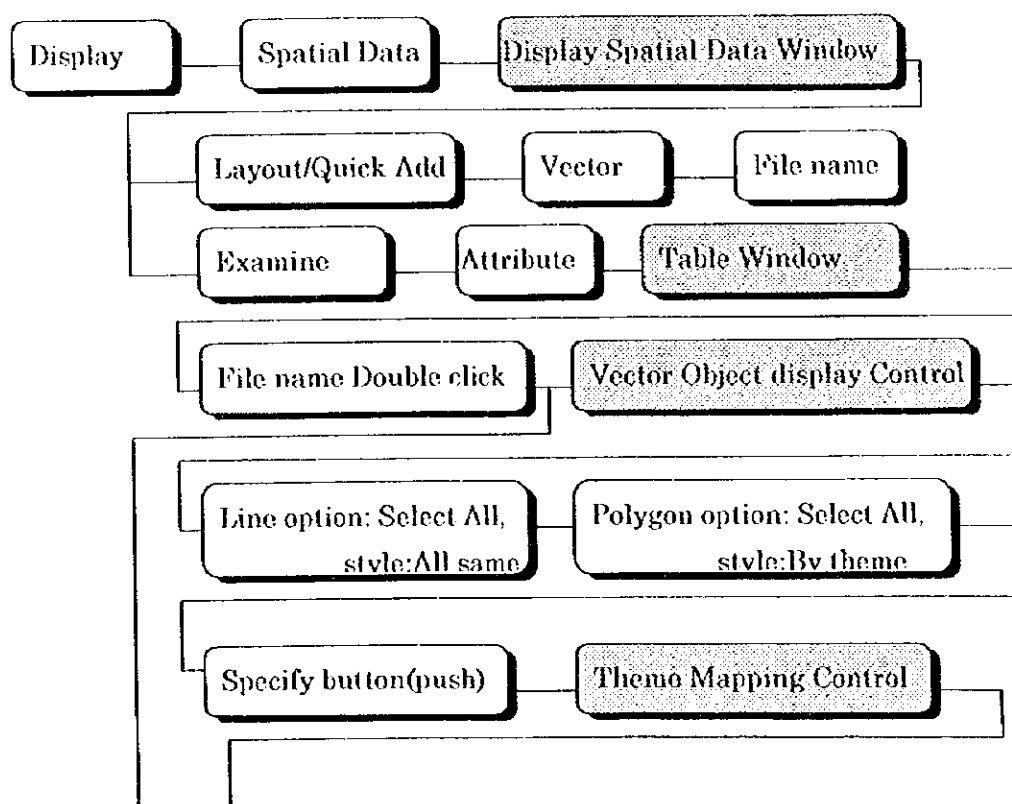 Display
Spatial Data
Display Spatial Data Window
Layout/Quick Add
Vector
File name
Examine
Attribute
Table Window
File name Double click
Vector Object display Control
Line option: Select All,
style:All same
Polygon option: Select All,
style:By theme
Specify button(push)
Themo Mapping Control